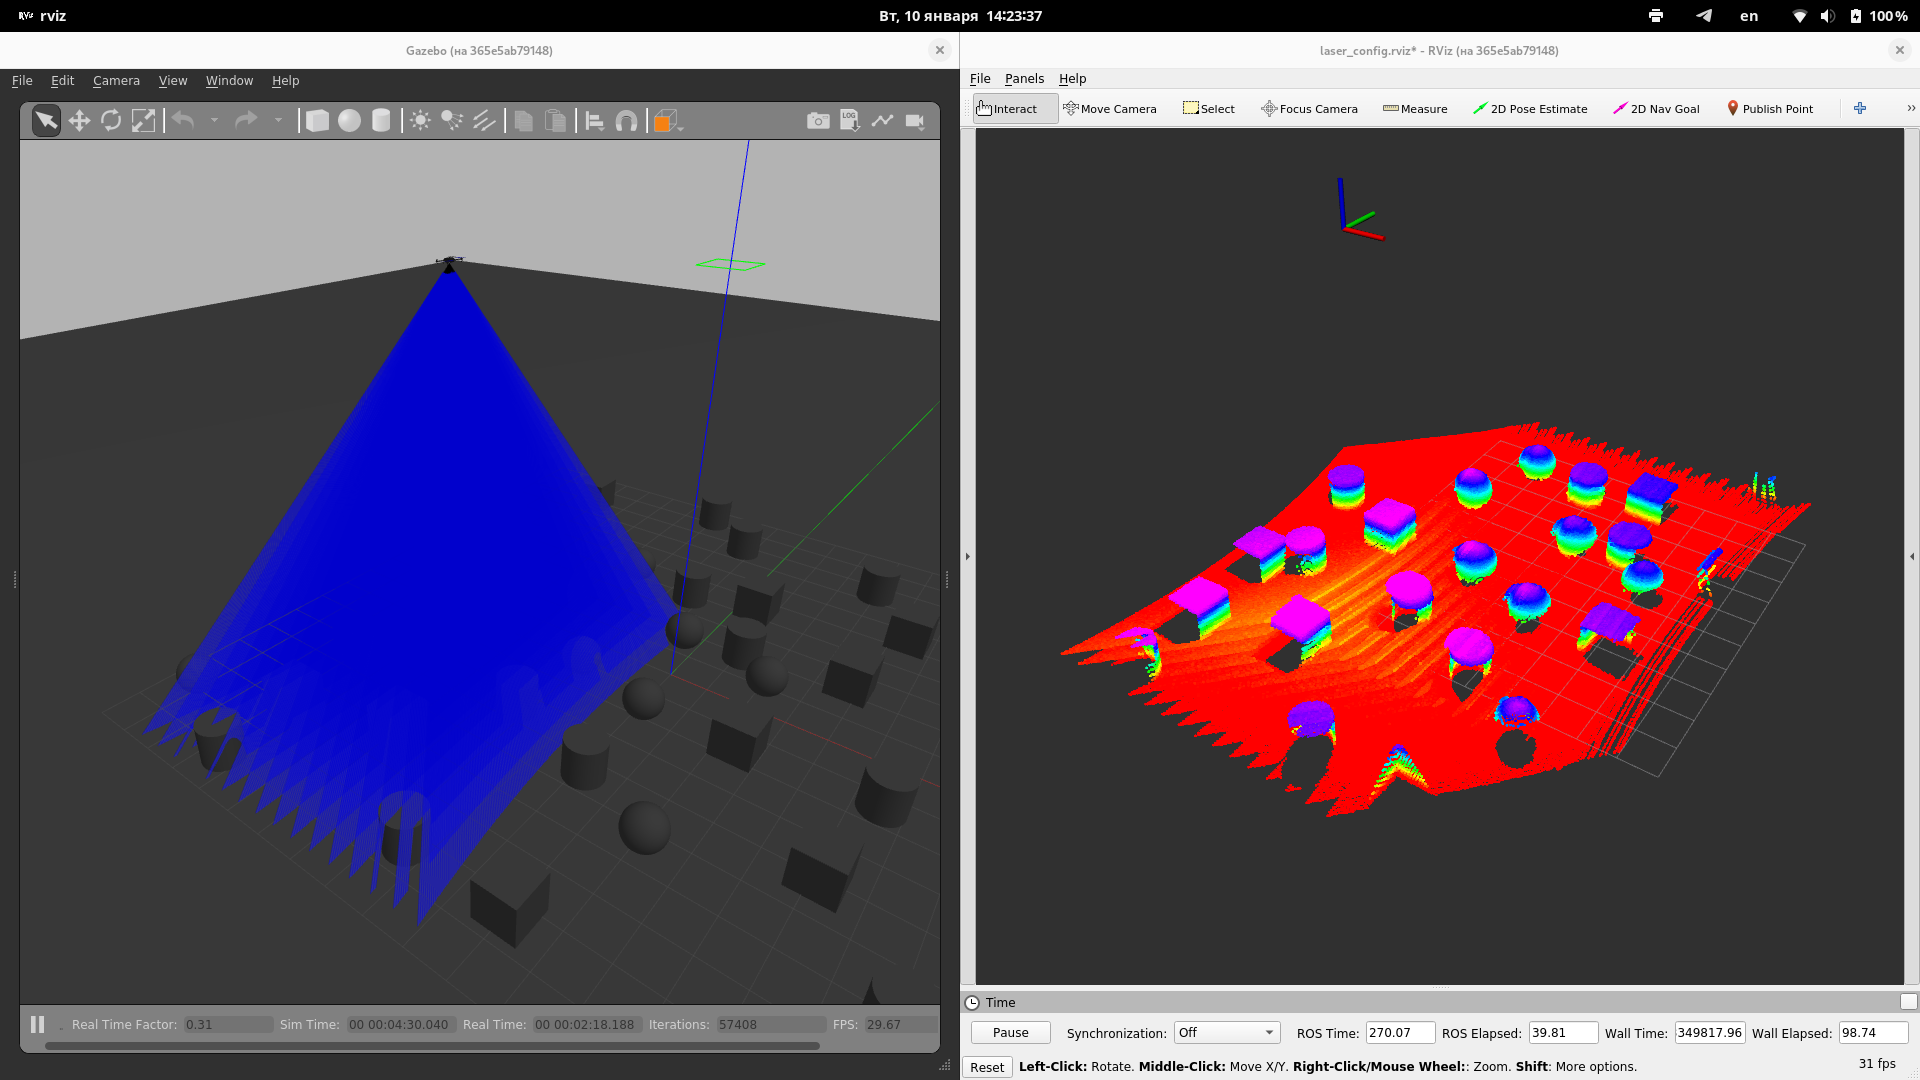 rviz
Вт, 10 января 14:23:37
en
100 %
Gazebo (на 365e5ab79148)
File Edit Camera View Window Help
LOG
Real Time Factor: 0.31 Sim Time: 00 00:04:30.040 Real Time: 00 00:02:18.188 Iterations: 57408 FPS: 29.67
laser_config.rviz* - RViz (на 365e5ab79148)
File Panels Help
Interact Move Camera Select Focus Camera Measure 2D Pose Estimate 2D Nav Goal Publish Point
Time
Pause Synchronization: Off ROS Time: 270.07 ROS Elapsed: 39.81 Wall Time: 349817.96 Wall Elapsed: 98.74
Reset Left-Click: Rotate. Middle-Click: Move X/Y. Right-Click/Mouse Wheel:: Zoom. Shift: More options. 31 fps